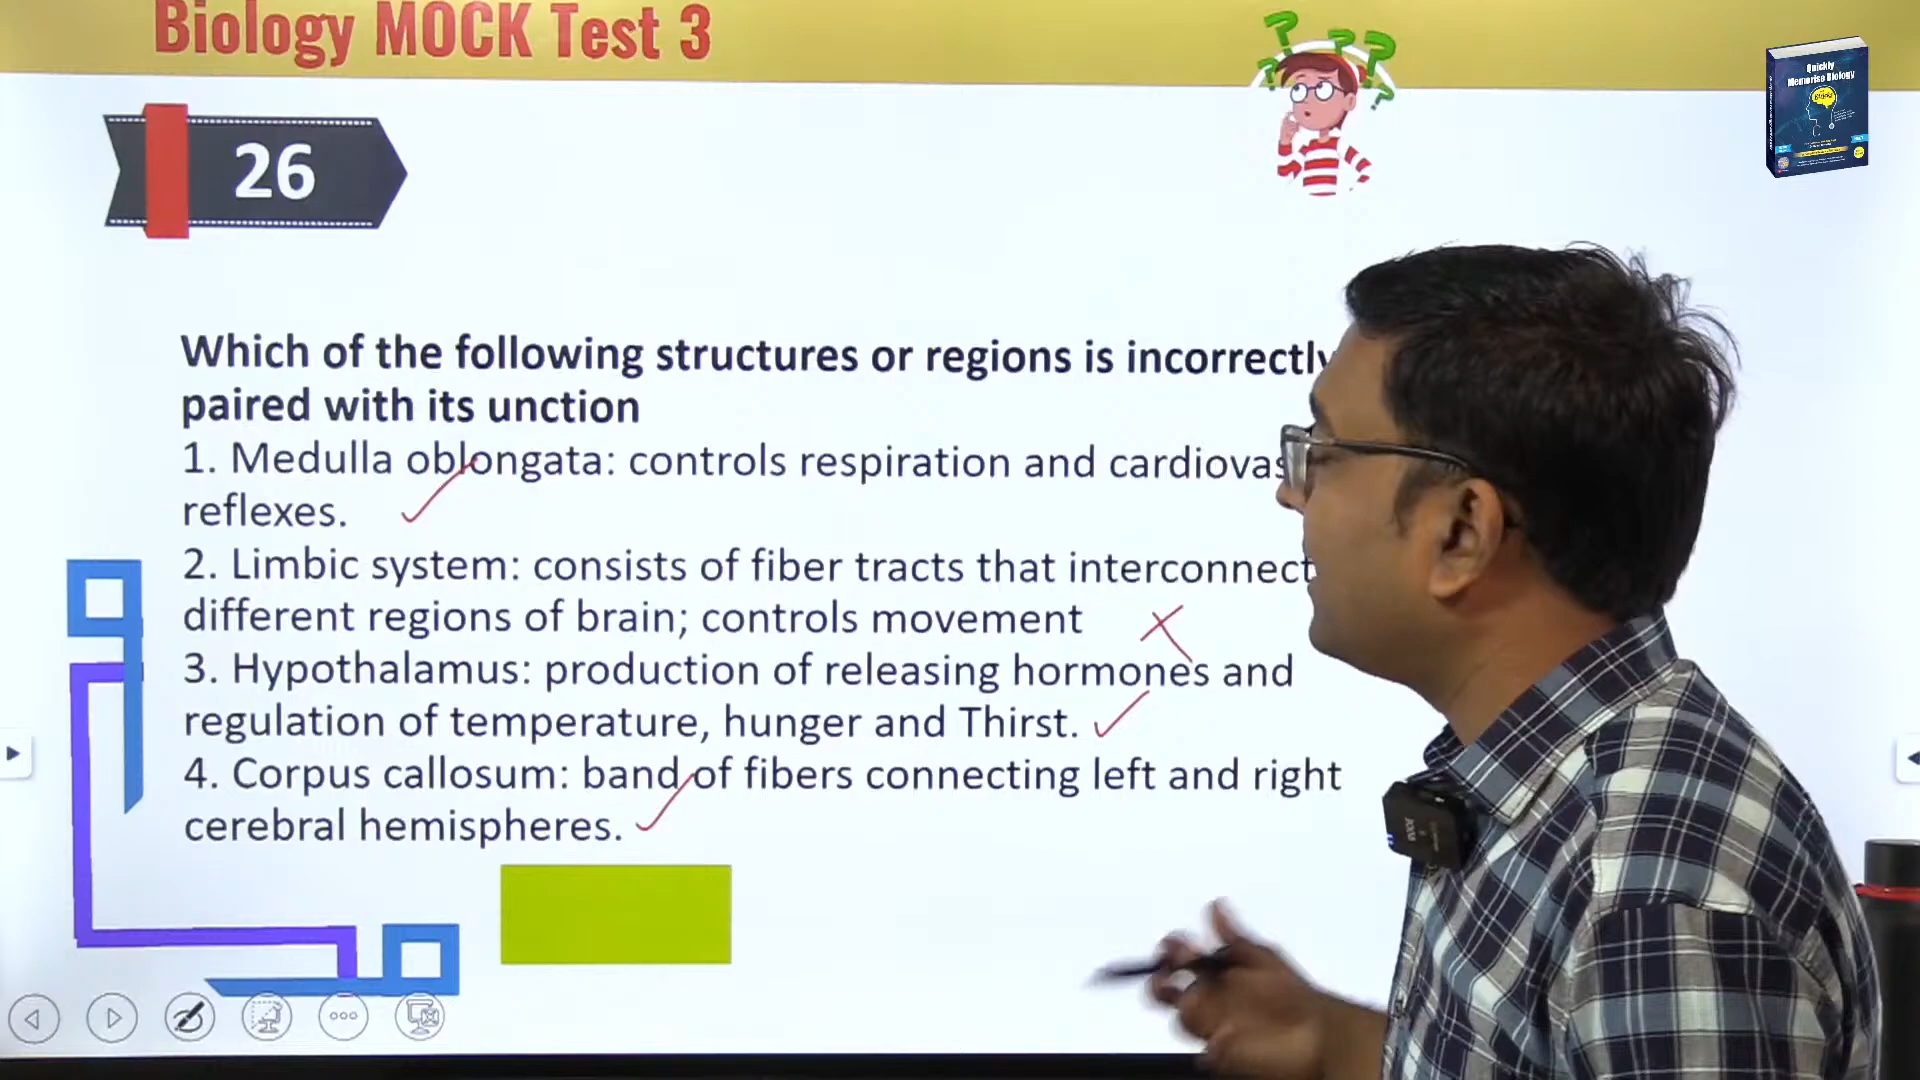 Biology MOCK Test 3
Quickly
Memorise Biology
26
Which of the following structures or regions is incorrectly
paired with its unction
1. Medulla oblongata: controls respiration and
reflexes.
2. Limbic system: consists of fiber tracts that interconnect
different regions of brain; controls movement
3. Hypothalamus: production of releasing hormones and
regulation of temperature, hunger and Thirst.
4. Corpus callosum: band of fibers connecting left and right
cerebral hemispheres.